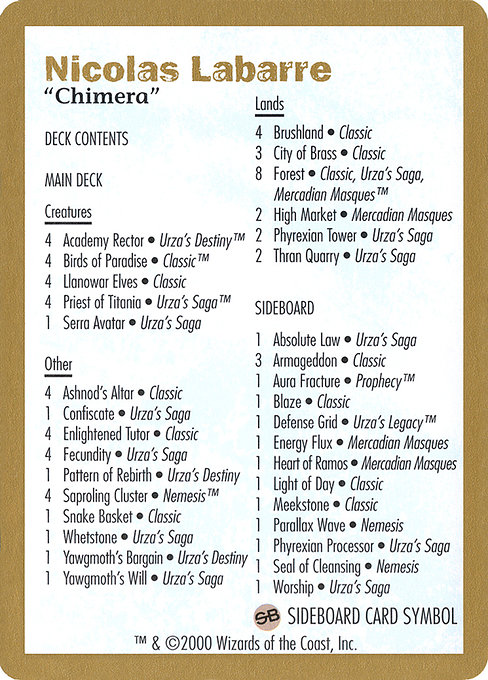 Nicolas Labarre
“Chimera”
DECK CONTENTS
MAIN DECK
Creatures
4 Academy Rector • Urza’s Destiny™
4 Birds of Paradise • Classic™
4 Llanowar Elves • Classic
4 Priest of Titania • Urza’s Saga™
1 Serra Avatar • Urza’s Saga
Other
4 Ashnod’s Altar • Classic
1 Confiscate • Urza’s Saga
4 Enlightened Tutor • Classic
4 Fecundity • Urza’s Saga
1 Pattern of Rebirth • Urza’s Destiny
4 Saproling Cluster • Nemesis™
1 Snake Basket • Classic
1 Whetstone • Urza’s Saga
1 Yawgmoth’s Bargain • Urza’s Destiny
1 Yawgmoth’s Will • Urza’s Saga
Lands
4 Brushland • Classic
3 City of Brass • Classic
8 Forest • Classic, Urza’s Saga,
Mercadian Masques™
2 High Market • Mercadian Masques
2 Phyrexian Tower • Urza’s Saga
2 Thran Quarry • Urza’s Saga
SIDEBOARD
1 Absolute Law • Urza’s Saga
3 Armageddon • Classic
1 Aura Fracture • Prophecy™
1 Blaze • Classic
1 Defense Grid • Urza’s Legacy™
1 Energy Flux • Mercadian Masques
1 Heart of Ramos • Mercadian Masques
1 Light of Day • Classic
1 Meekstone • Classic
1 Parallax Wave • Nemesis
1 Phyrexian Processor • Urza’s Saga
1 Seal of Cleansing • Nemesis
1 Worship • Urza’s Saga
SB SIDEBOARD CARD SYMBOL
™ & ©2000 Wizards of the Coast, Inc.